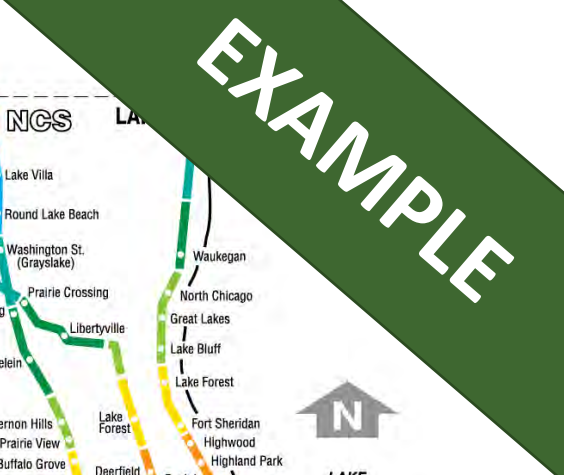 EXAMPLE
NCS
Lake Villa
Round Lake Beach
Washington St.
(Grayslake)
Waukegan
Prairie Crossing
North Chicago
Great Lakes
Libertyville
Lake Bluff
Lake Forest
Lake
Forest
Fort Sheridan
Highwood
Prairie View
Highland Park
Buffalo Grove
Deerfield
N
LAKE